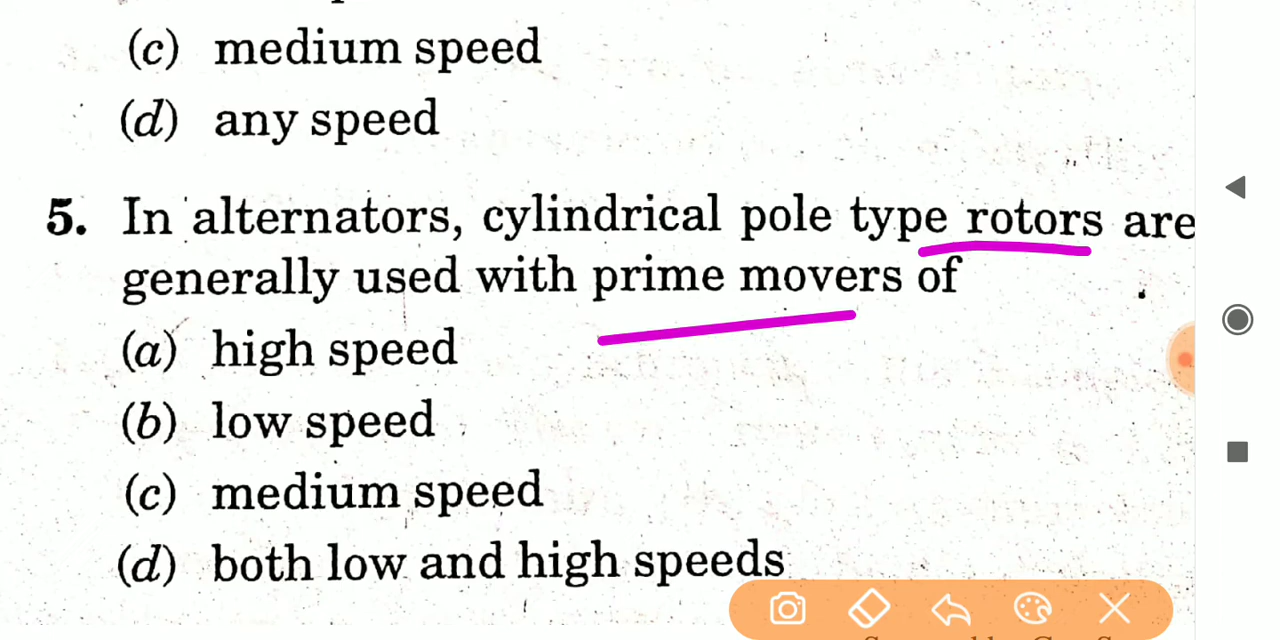 (c) medium speed
(d) any speed
5. In alternators, cylindrical pole type rotors are
generally used with prime movers of
(a) high speed
(b) low speed
(c) medium speed
(d) both low and high speeds